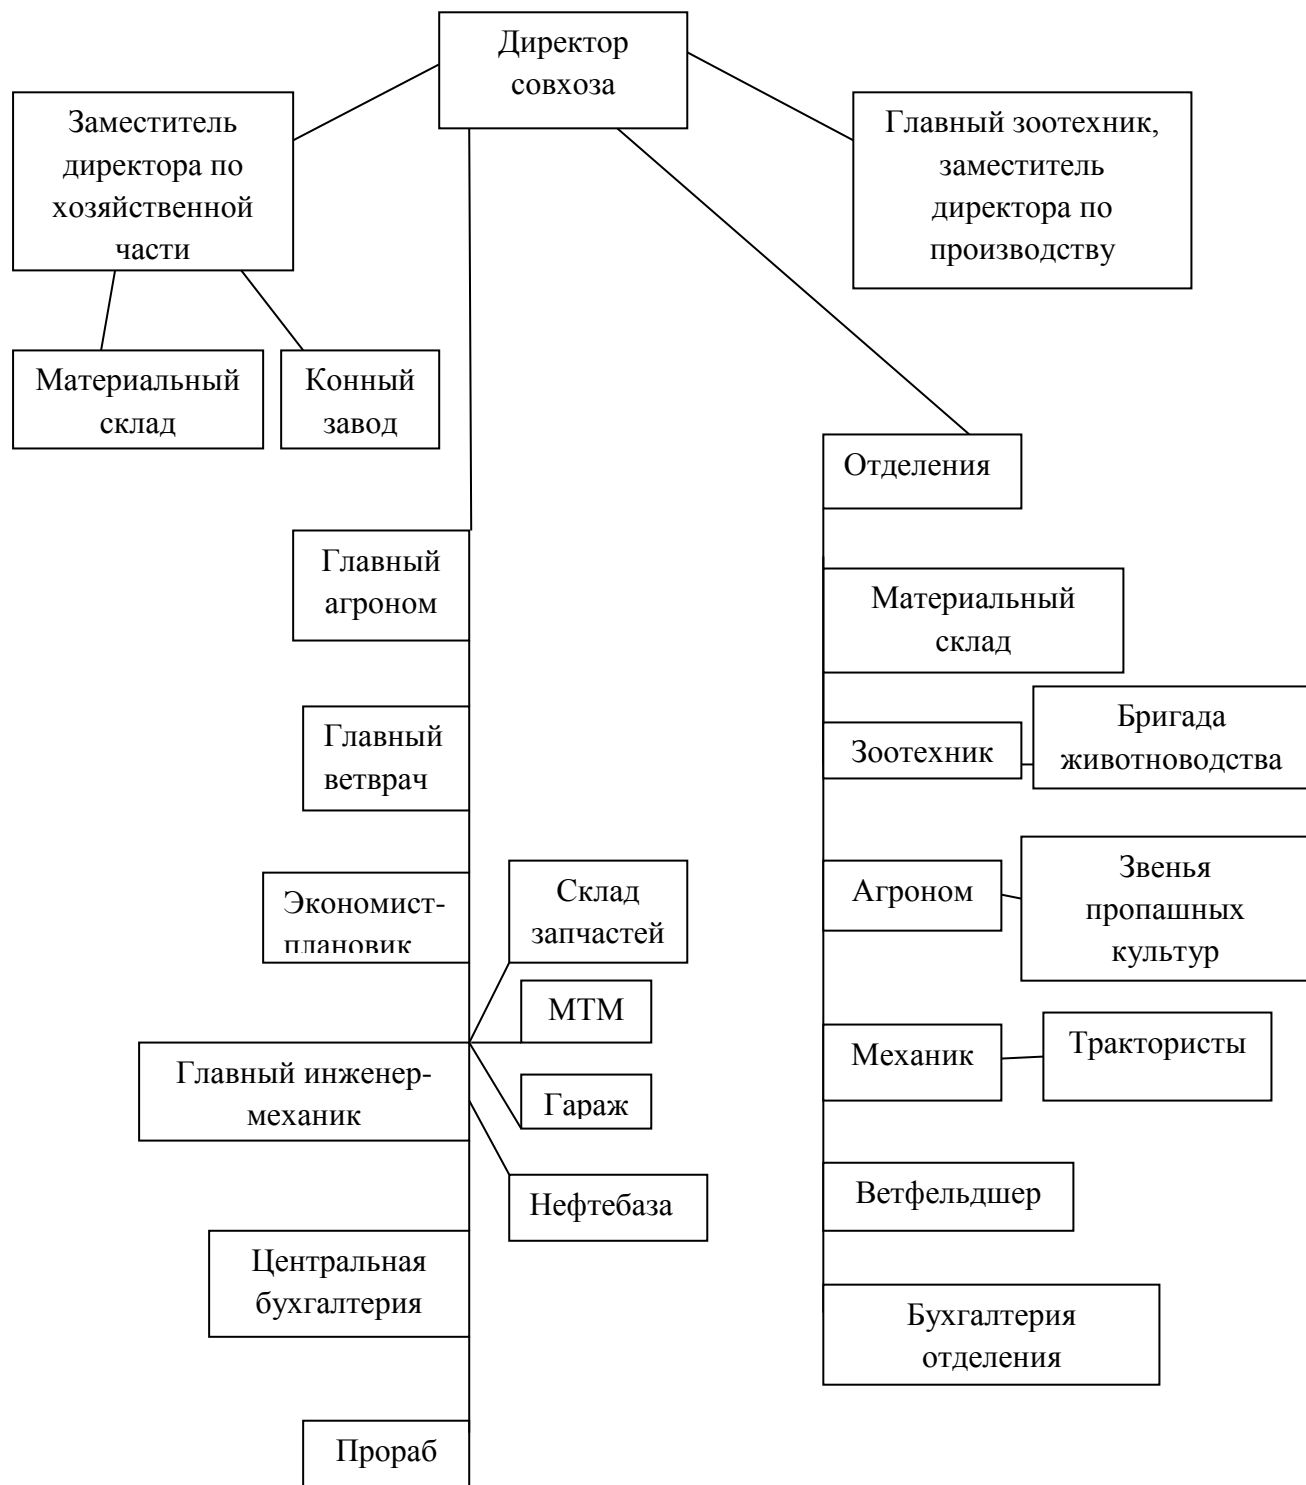 Директор
совхоза
Заместитель
директора по
хозяйственной
части
Главный зоотехник,
заместитель
директора по
производству
Материальный
склад
Конный
завод
Отделения
Главный
агроном
Материальный
склад
Главный
ветврач
Зоотехник
Бригада
животноводства
Экономист-
плановик
Склад
запчастей
Агроном
Звенья
пропашных
культур
МТМ
Главный инженер-
механик
Гараж
Механик
Трактористы
Нефтебаза
Ветфельдшер
Центральная
бухгалтерия
Бухгалтерия
отделения
Прораб